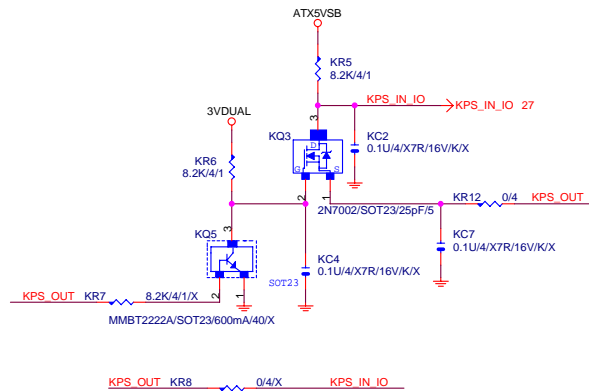 ATX5VSB
KR5
8.2K/4/1
KPS_IN_IO
KPS_IN_IO 27
3VDUAL
3
KQ3
D
G
S
KC2
0.1U/4/X7R/16V/K/X
KR6
8.2K/4/1
2
1
2N7002/SOT23/25pF/5
KR12
0/4
KPS_OUT
3
KQ5
KC4
0.1U/4/X7R/16V/K/X
SOT23
KC7
0.1U/4/X7R/16V/K/X
KPS_OUT
KR7
8.2K/4/1/X
2
1
MMBT2222A/SOT23/600mA/40/X
KPS_OUT
KR8
0/4/X
KPS_IN_IO